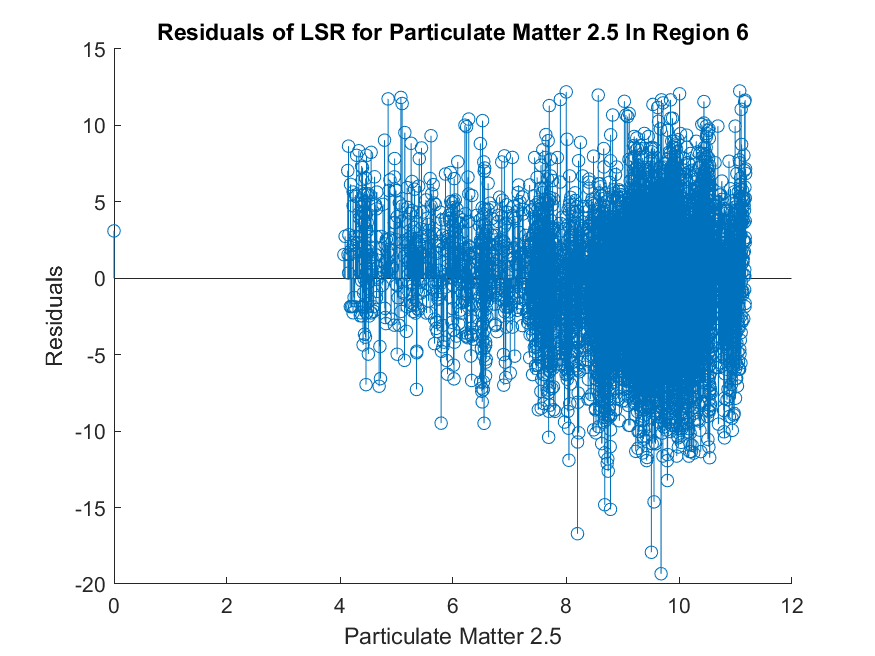 Residuals of LSR for Particulate Matter 2.5 In Region 6
15
10
5
0
-5
-10
-15
-20
Residuals
0 2 4 6 8 10 12
Particulate Matter 2.5